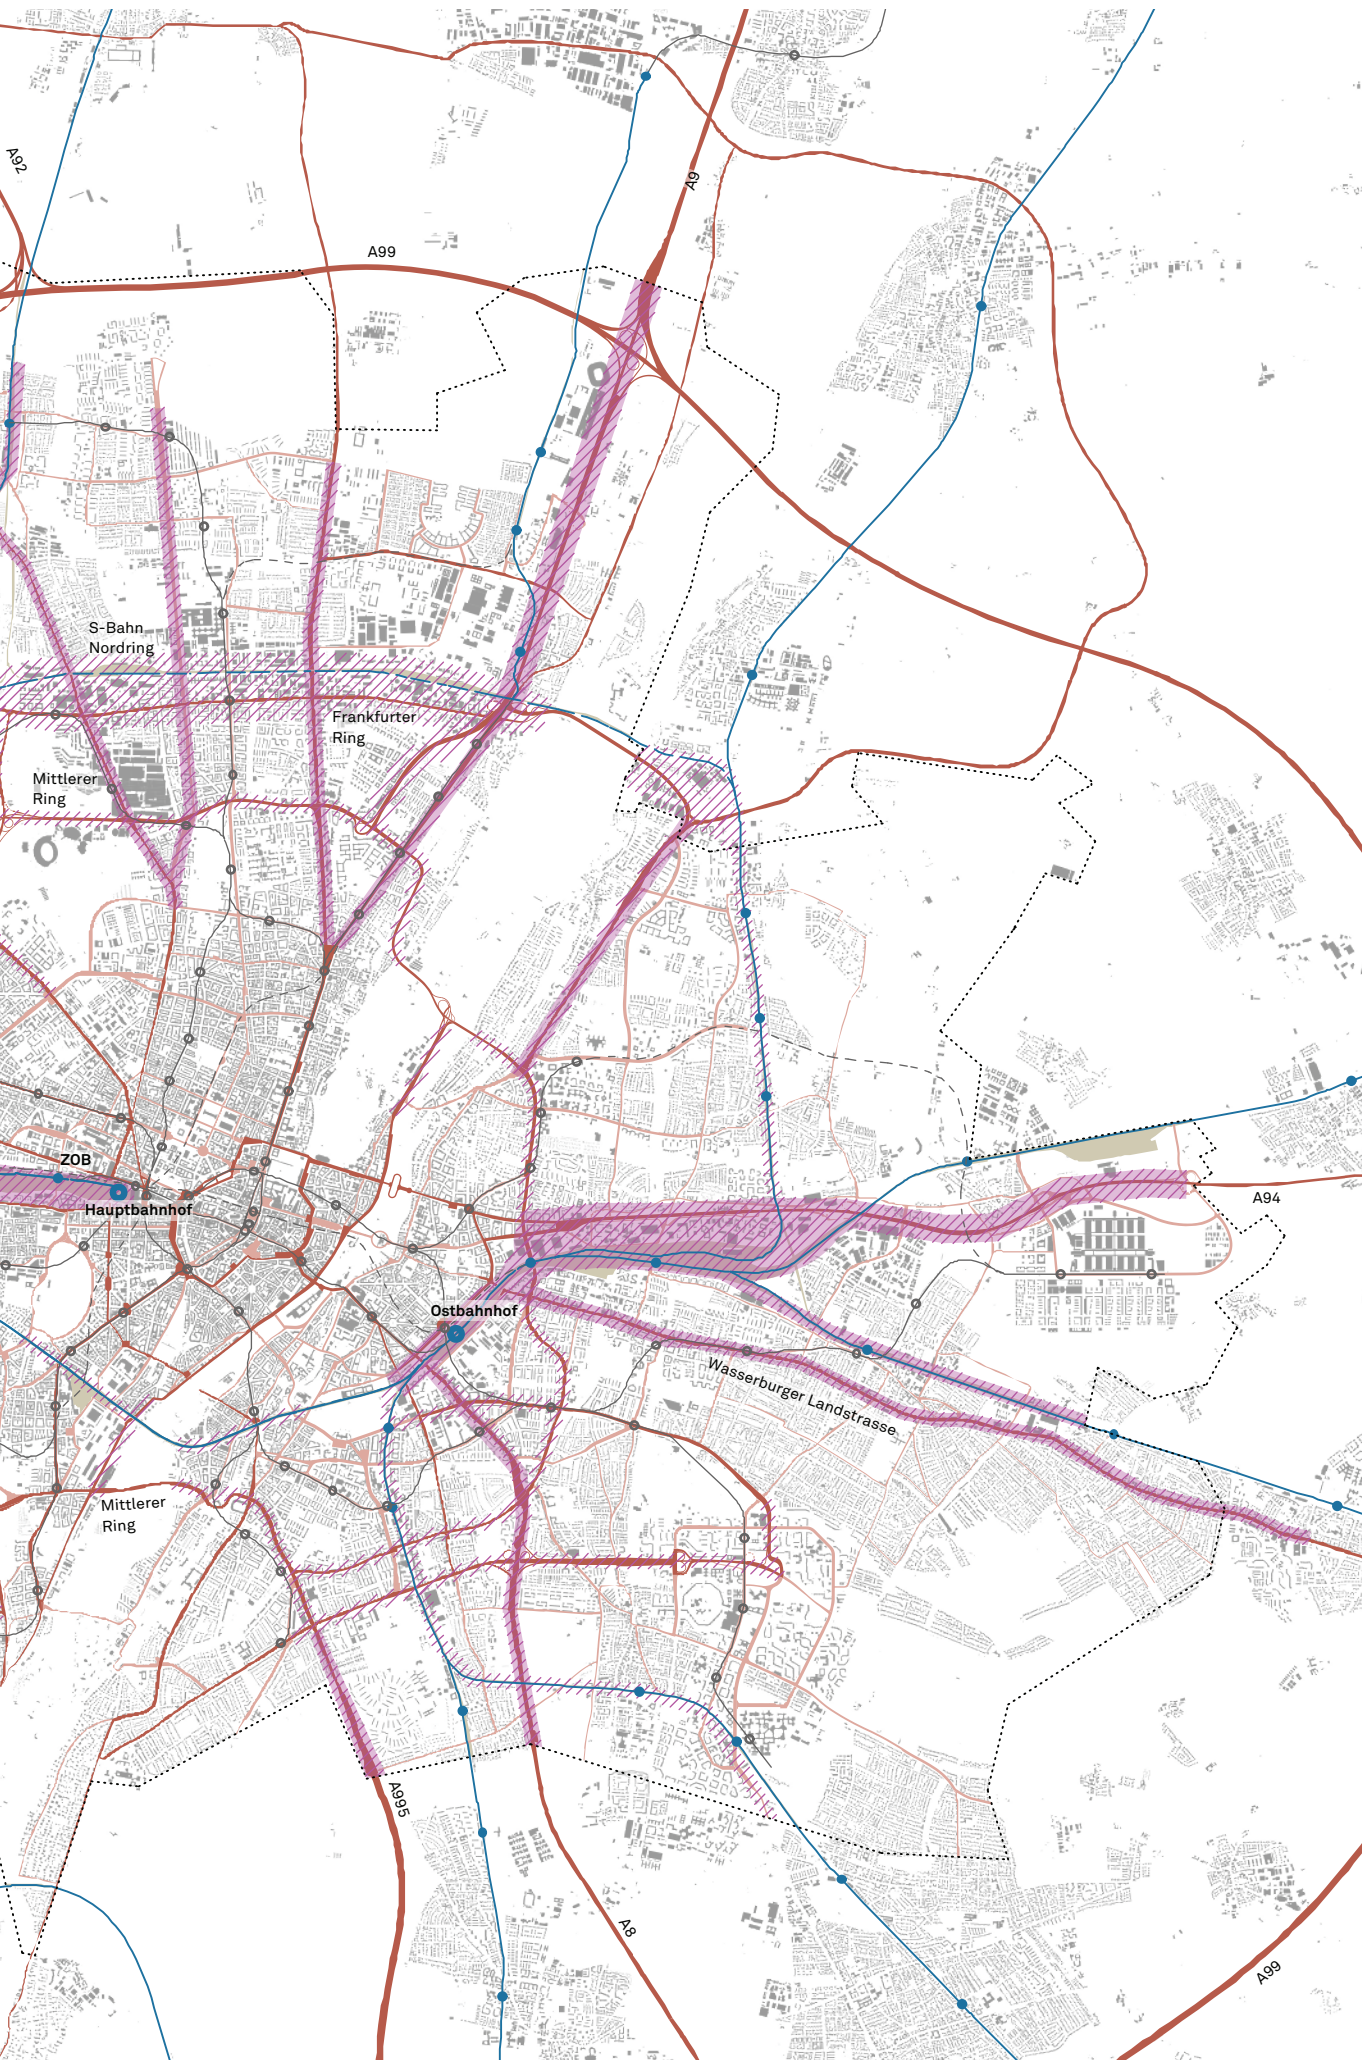 A92
A9
A99
S-Bahn
Nordring
Frankfurter
Ring
Mittlerer
Ring
ZOB
Hauptbahnhof
A94
Ostbahnhof
Wasserburger Landstrasse
Mittlerer
Ring
A995
A8
A99